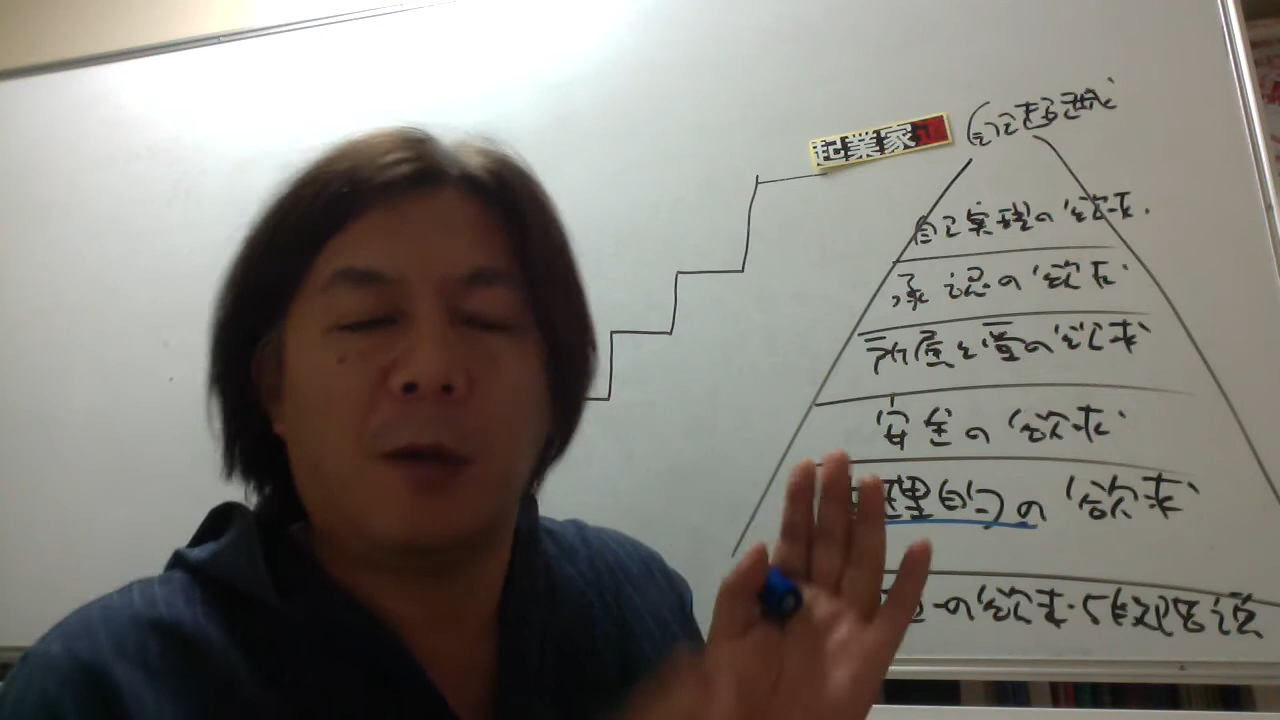 起業家
自己超越
自己実現の欲求
承認の欲求
所属と愛の欲求
安全の欲求
理的の欲求
の欲求5段階説